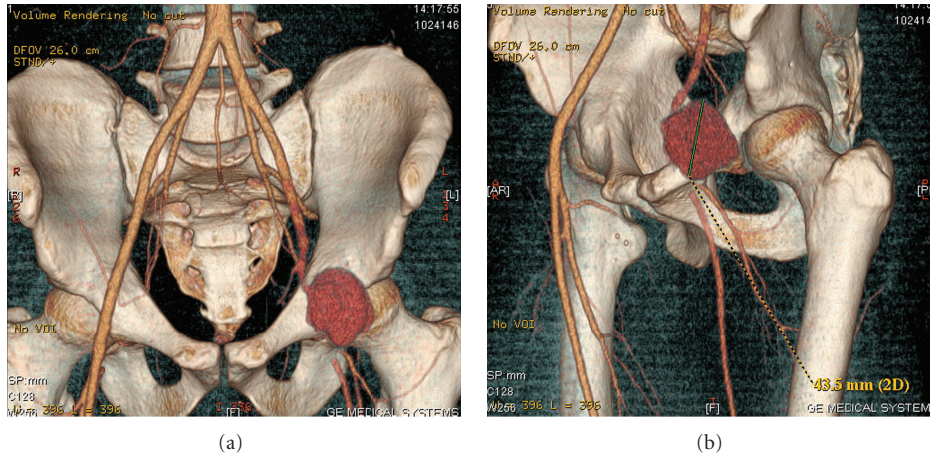 Volume Rendering No cut
14:17:55
1024146
DFOV 26.0 cm
STND/+
R
L
[R]
[L]
No VOI
SP:mm
C128
W256
396 L = 396
[F]
GE MEDICAL SYSTEMS
(a)
Volume Rendering No cut
DFOV 26.0 cm
STND/+
[AR]
No VOI
43.5 mm (2D)
SP:mm
C128
W256
396 L = 396
[F]
GE MEDICAL SYSTEM
(b)